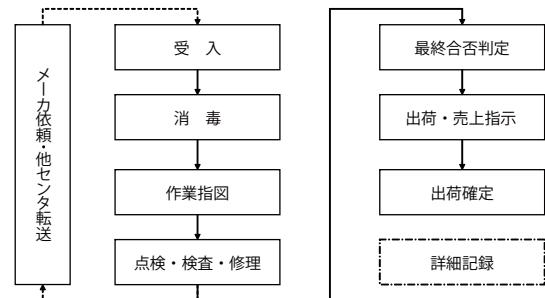 メーカ依頼・他センタ転送
受　入
消　毒
作業指図
点検・検査・修理
最終合否判定
出荷・売上指示
出荷確定
詳細記録